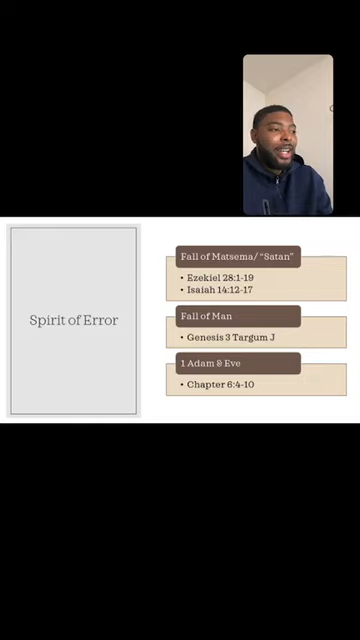 Spirit of Error
Fall of Matsema/ "Satan"
• Ezekiel 28:1-19
• Isaiah 14:12-17
Fall of Man
• Genesis 3 Targum J
1 Adam & Eve
• Chapter 6:4-10